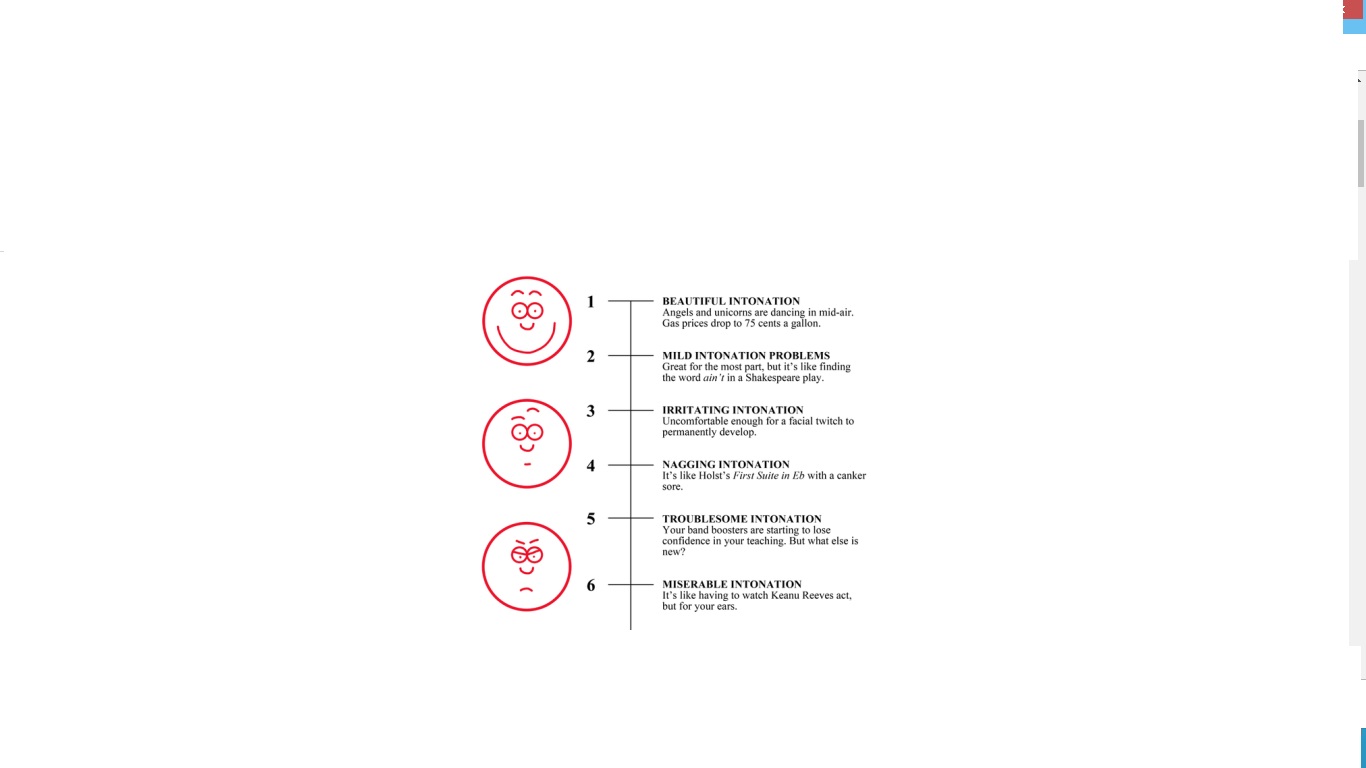 1
BEAUTIFUL INTONATION
Angels and unicorns are dancing in mid-air.
Gas prices drop to 75 cents a gallon.
2
MILD INTONATION PROBLEMS
Great for the most part, but it's like finding
the word ain't in a Shakespeare play.
3
IRRITATING INTONATION
Uncomfortable enough for a facial twitch to
permanently develop.
4
NAGGING INTONATION
It's like Holst's First Suite in Eb with a canker
sore.
5
TROUBLESOME INTONATION
Your band boosters are starting to lose
confidence in your teaching. But what else is
new?
6
MISERABLE INTONATION
It's like having to watch Keanu Reeves act,
but for your ears.